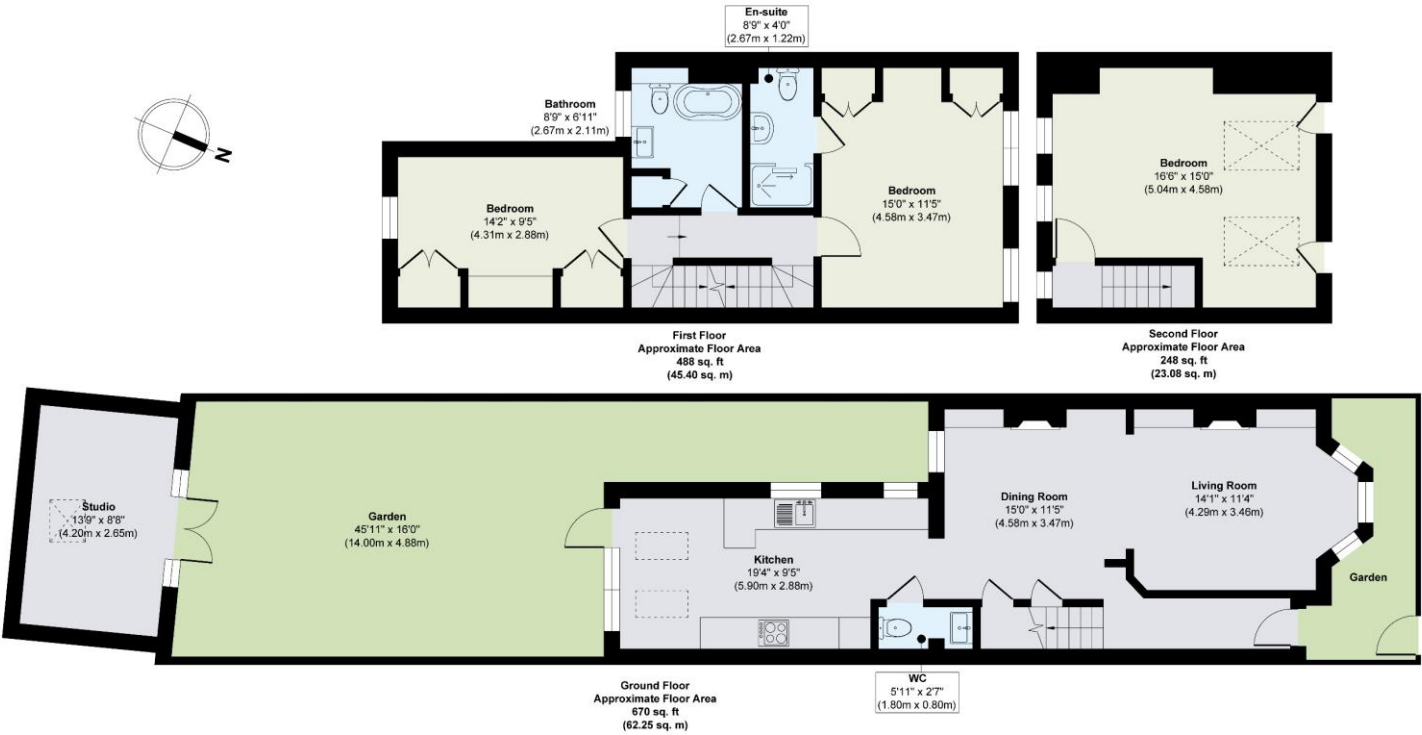 En-suite
8'9" x 4'0"
(2.67m x 1.22m)
Bathroom
8'9" x 6'11"
(2.67m x 2.11m)
N
Bedroom
14'2" x 9'5"
(4.31m x 2.88m)
Bedroom
15'0" x 11'5"
(4.58m x 3.47m)
Bedroom
16'6" x 15'0"
(5.04m x 4.58m)
First Floor
Approximate Floor Area
488 sq. ft
(45.40 sq. m)
Second Floor
Approximate Floor Area
248 sq. ft
(23.08 sq. m)
Studio
13'9" x 8'8"
(4.20m x 2.65m)
Garden
45'11" x 16'0"
(14.00m x 4.88m)
Kitchen
19'4" x 9'5"
(5.90m x 2.88m)
Dining Room
15'0" x 11'5"
(4.58m x 3.47m)
Living Room
14'1" x 11'4"
(4.29m x 3.46m)
Garden
WC
5'11" x 2'7"
(1.80m x 0.80m)
Ground Floor
Approximate Floor Area
670 sq. ft
(62.25 sq. m)